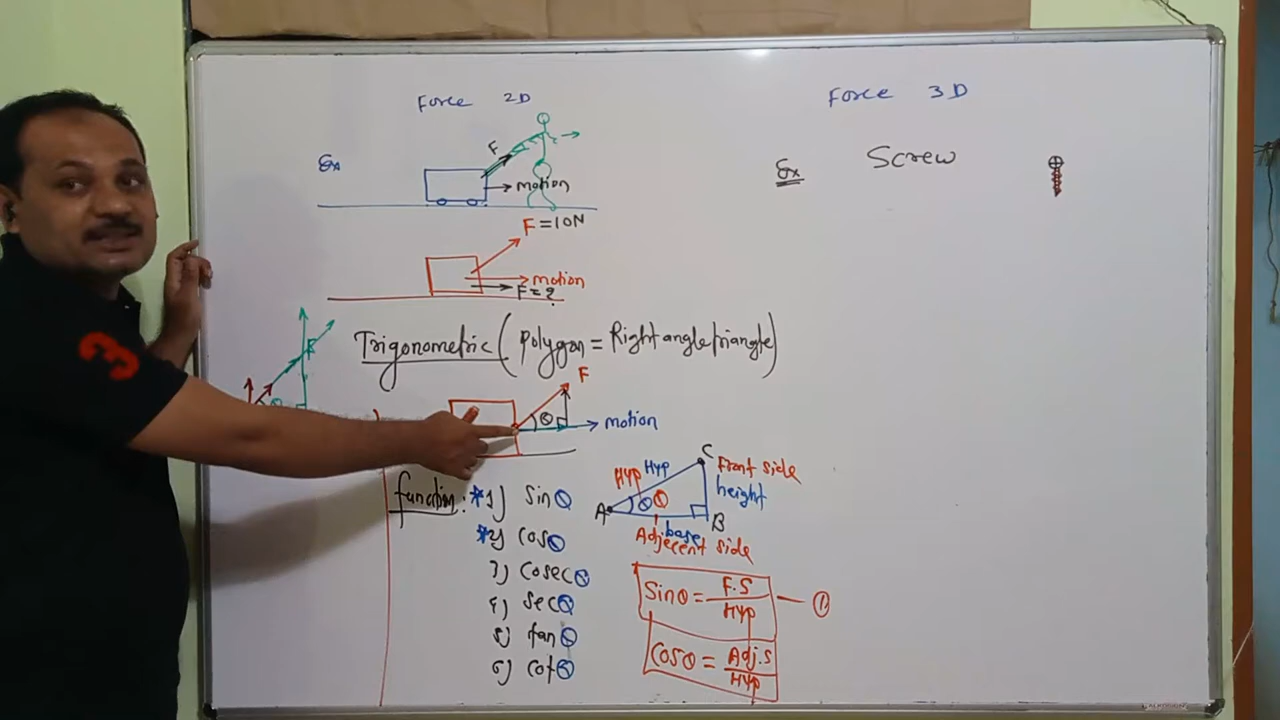 Force 2D
Force 3D
Ex
F
motion
Ex
Screw
F = 10N
motion
F = ?
Trigonometric ( Polygon = Right angle triangle )
F
θ
motion
function :
*1) Sinθ
*2) Cosθ
3) Cosecθ
4) Secθ
5) tanθ
6) Cotθ
Hyp Hyp
C
Front side
height
A
θ θ
B
base
Adjecent side
Sinθ = F.S / Hyp — ①
Cosθ = Adj.S / Hyp
3